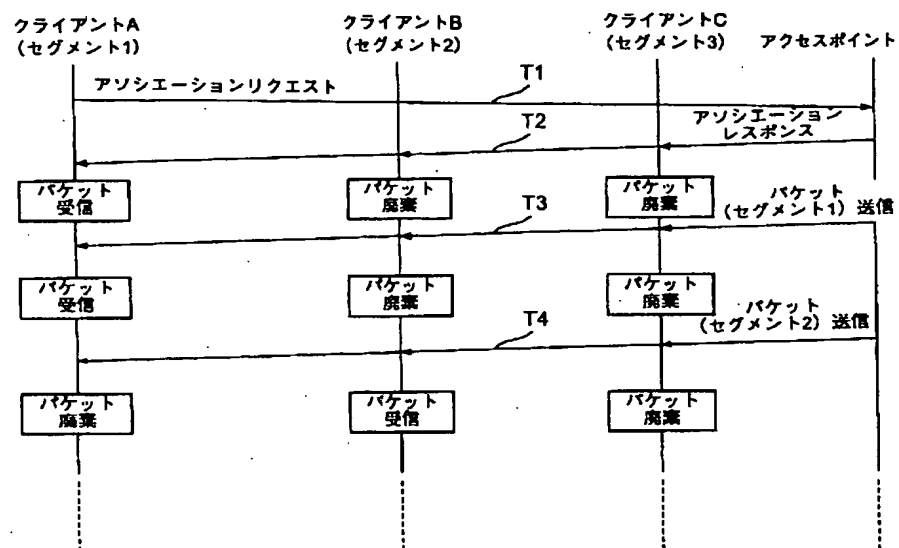 クライアントA
(セグメント1)
クライアントB
(セグメント2)
クライアントC
(セグメント3)
アクセスポイント
アソシエーションリクエスト
T1
アソシエーション
レスポンス
T2
パケット
受信
パケット
廃棄
パケット
廃棄
パケット
(セグメント1) 送信
T3
パケット
受信
パケット
廃棄
パケット
廃棄
パケット
(セグメント2) 送信
T4
パケット
廃棄
パケット
受信
パケット
廃棄